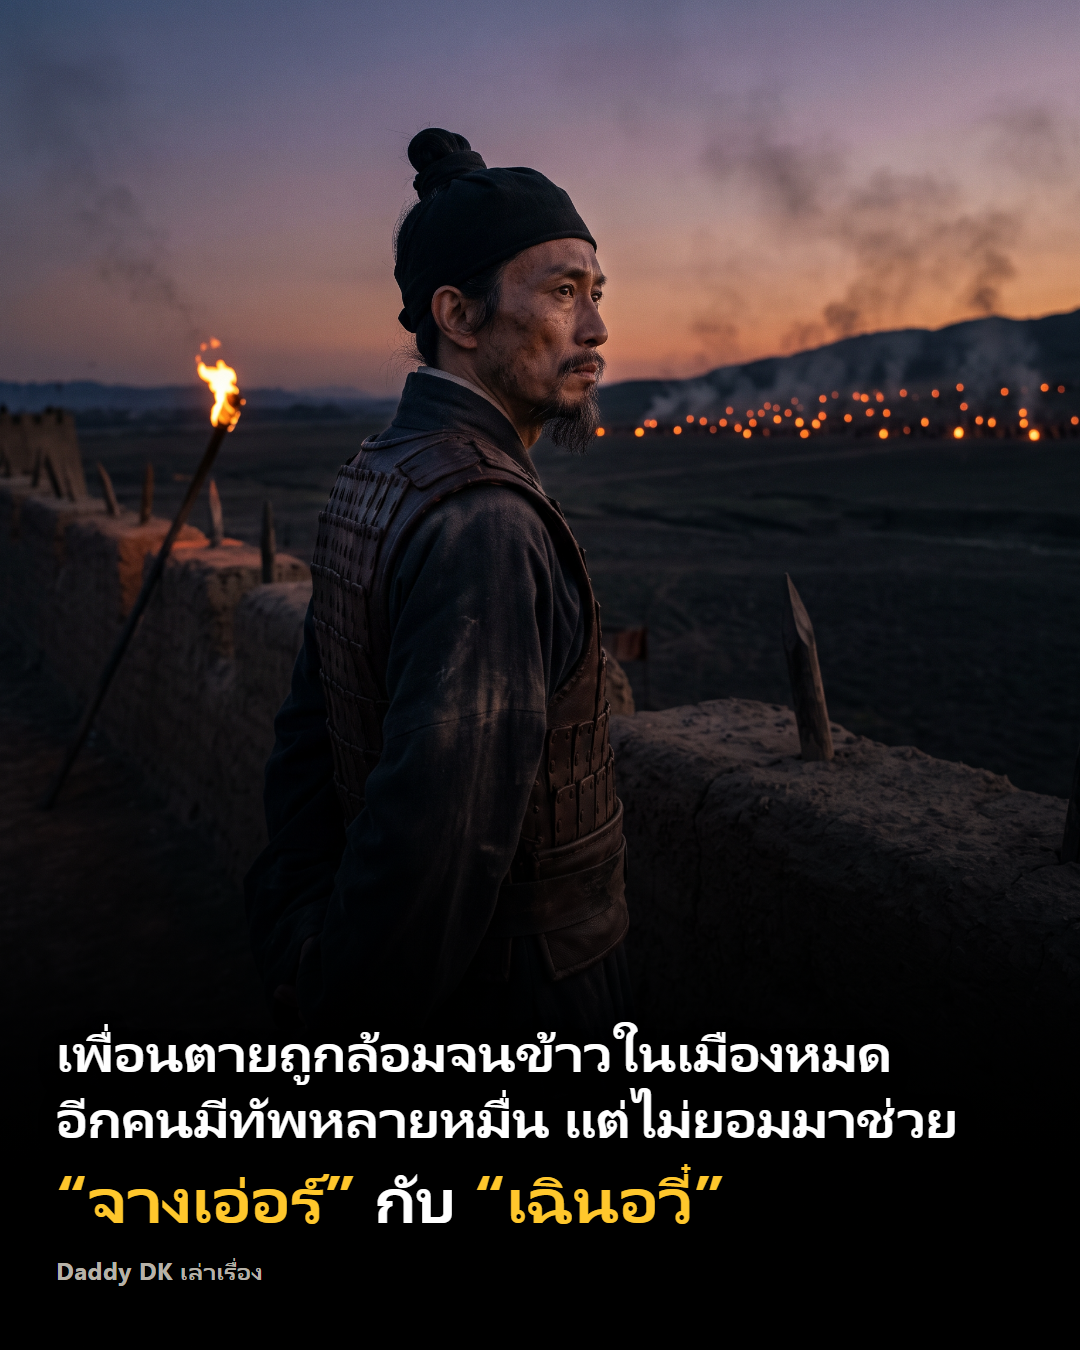 เพื่อนตายถูกล้อมจนข้าวในเมืองหมด
อีกคนมีทัพหลายหมื่น แต่ไม่ยอมมาช่วย
“จางเอ่อร์” กับ “เฉินอวี๋”
Daddy DK เล่าเรื่อง